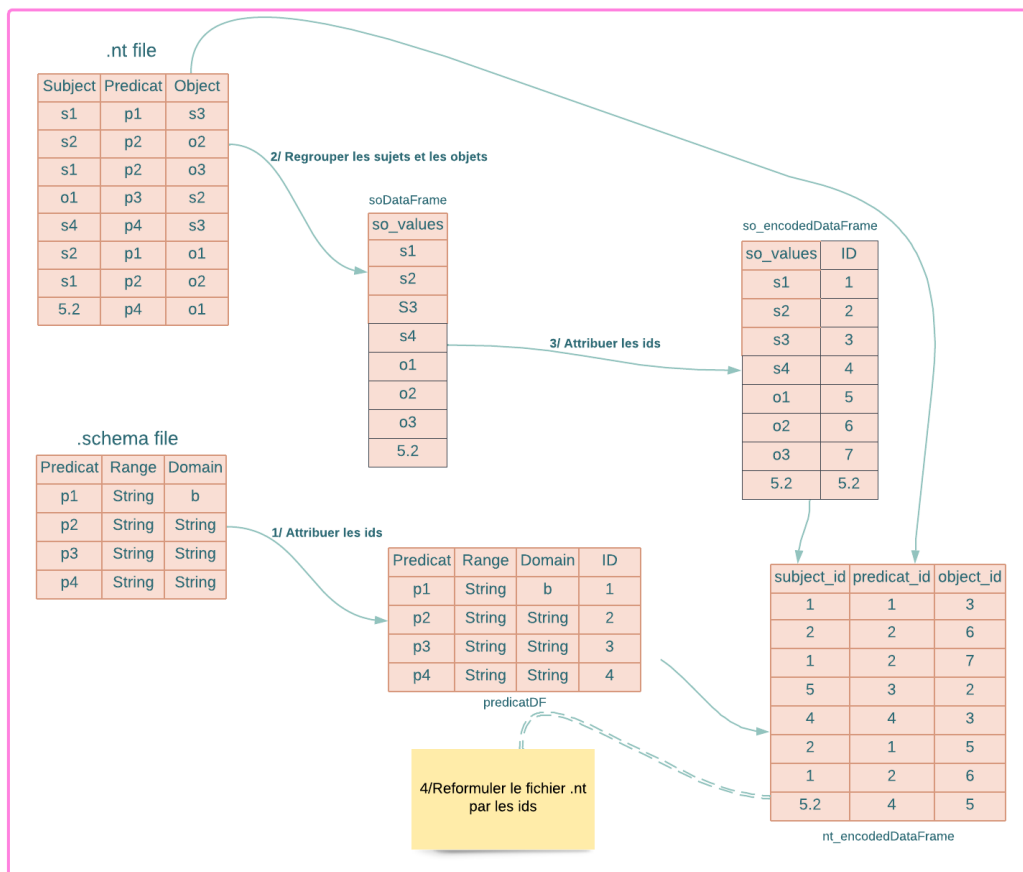 .nt file
Subject Predicat Object
s1 p1 s3
s2 p2 o2
s1 p2 o3
o1 p3 s2
s4 p4 s3
s2 p1 o1
s1 p2 o2
5.2 p4 o1
2/ Regrouper les sujets et les objets
soDataFrame
so_values
s1
s2
S3
s4
o1
o2
o3
5.2
3/ Attribuer les ids
so_encodedDataFrame
so_values ID
s1 1
s2 2
s3 3
s4 4
o1 5
o2 6
o3 7
5.2 5.2
.schema file
Predicat Range Domain
p1 String b
p2 String String
p3 String String
p4 String String
1/ Attribuer les ids
Predicat Range Domain ID
p1 String b 1
p2 String String 2
p3 String String 3
p4 String String 4
predicatDF
4/Reformuler le fichier .nt
par les ids
subject_id predicat_id object_id
1 1 3
2 2 6
1 2 7
5 3 2
4 4 3
2 1 5
1 2 6
5.2 4 5
nt_encodedDataFrame